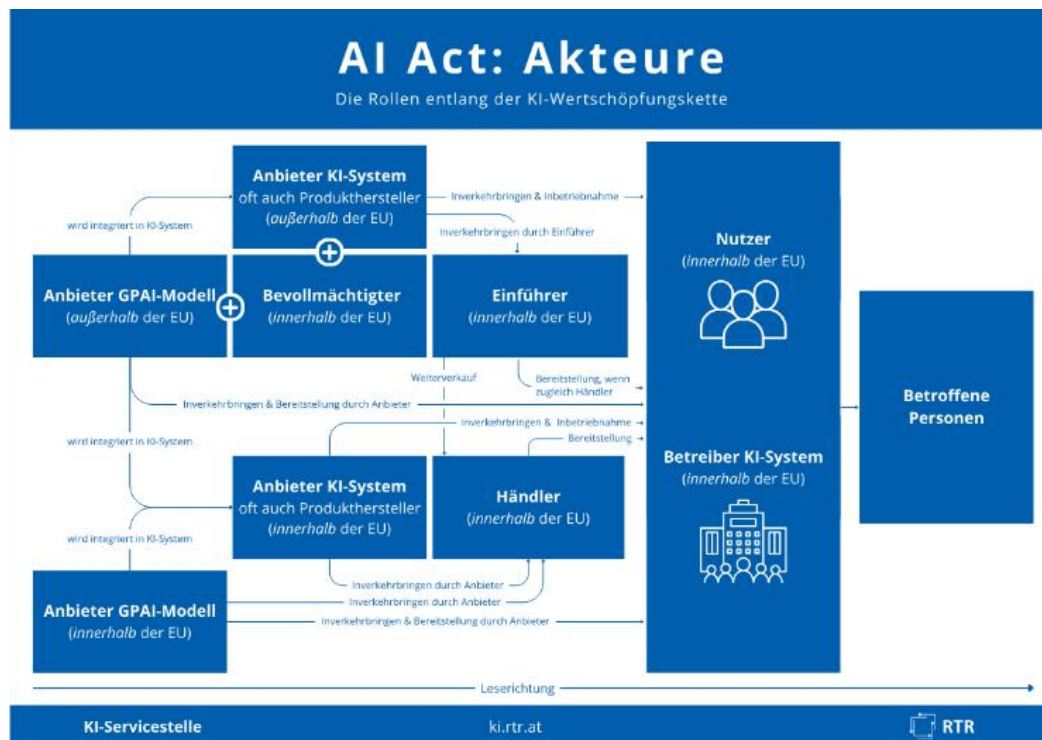 AI Act: Akteure
Die Rollen entlang der KI-Wertschöpfungskette
Anbieter KI-System
oft auch Produkthersteller
(außerhalb der EU)
Inverkehrbringen & Inbetriebnahme
wird integriert in KI-System
Inverkehrbringen durch Einführer
Nutzer
(innerhalb der EU)
Anbieter GPAI-Modell
(außerhalb der EU)
Bevollmächtigter
(innerhalb der EU)
Einführer
(innerhalb der EU)
Weiterverkauf
Bereitstellung, wenn
zugleich Händler
Betroffene
Personen
Inverkehrbringen & Bereitstellung durch Anbieter
Inverkehrbringen & Inbetriebnahme
wird integriert in KI-System
Bereitstellung
Betreiber KI-System
(innerhalb der EU)
Anbieter KI-System
oft auch Produkthersteller
(innerhalb der EU)
Händler
(innerhalb der EU)
wird integriert in KI-System
Inverkehrbringen durch Anbieter
Inverkehrbringen durch Anbieter
Anbieter GPAI-Modell
(innerhalb der EU)
Inverkehrbringen & Bereitstellung durch Anbieter
Leserichtung
KI-Servicestelle
ki.rtr.at
RTR